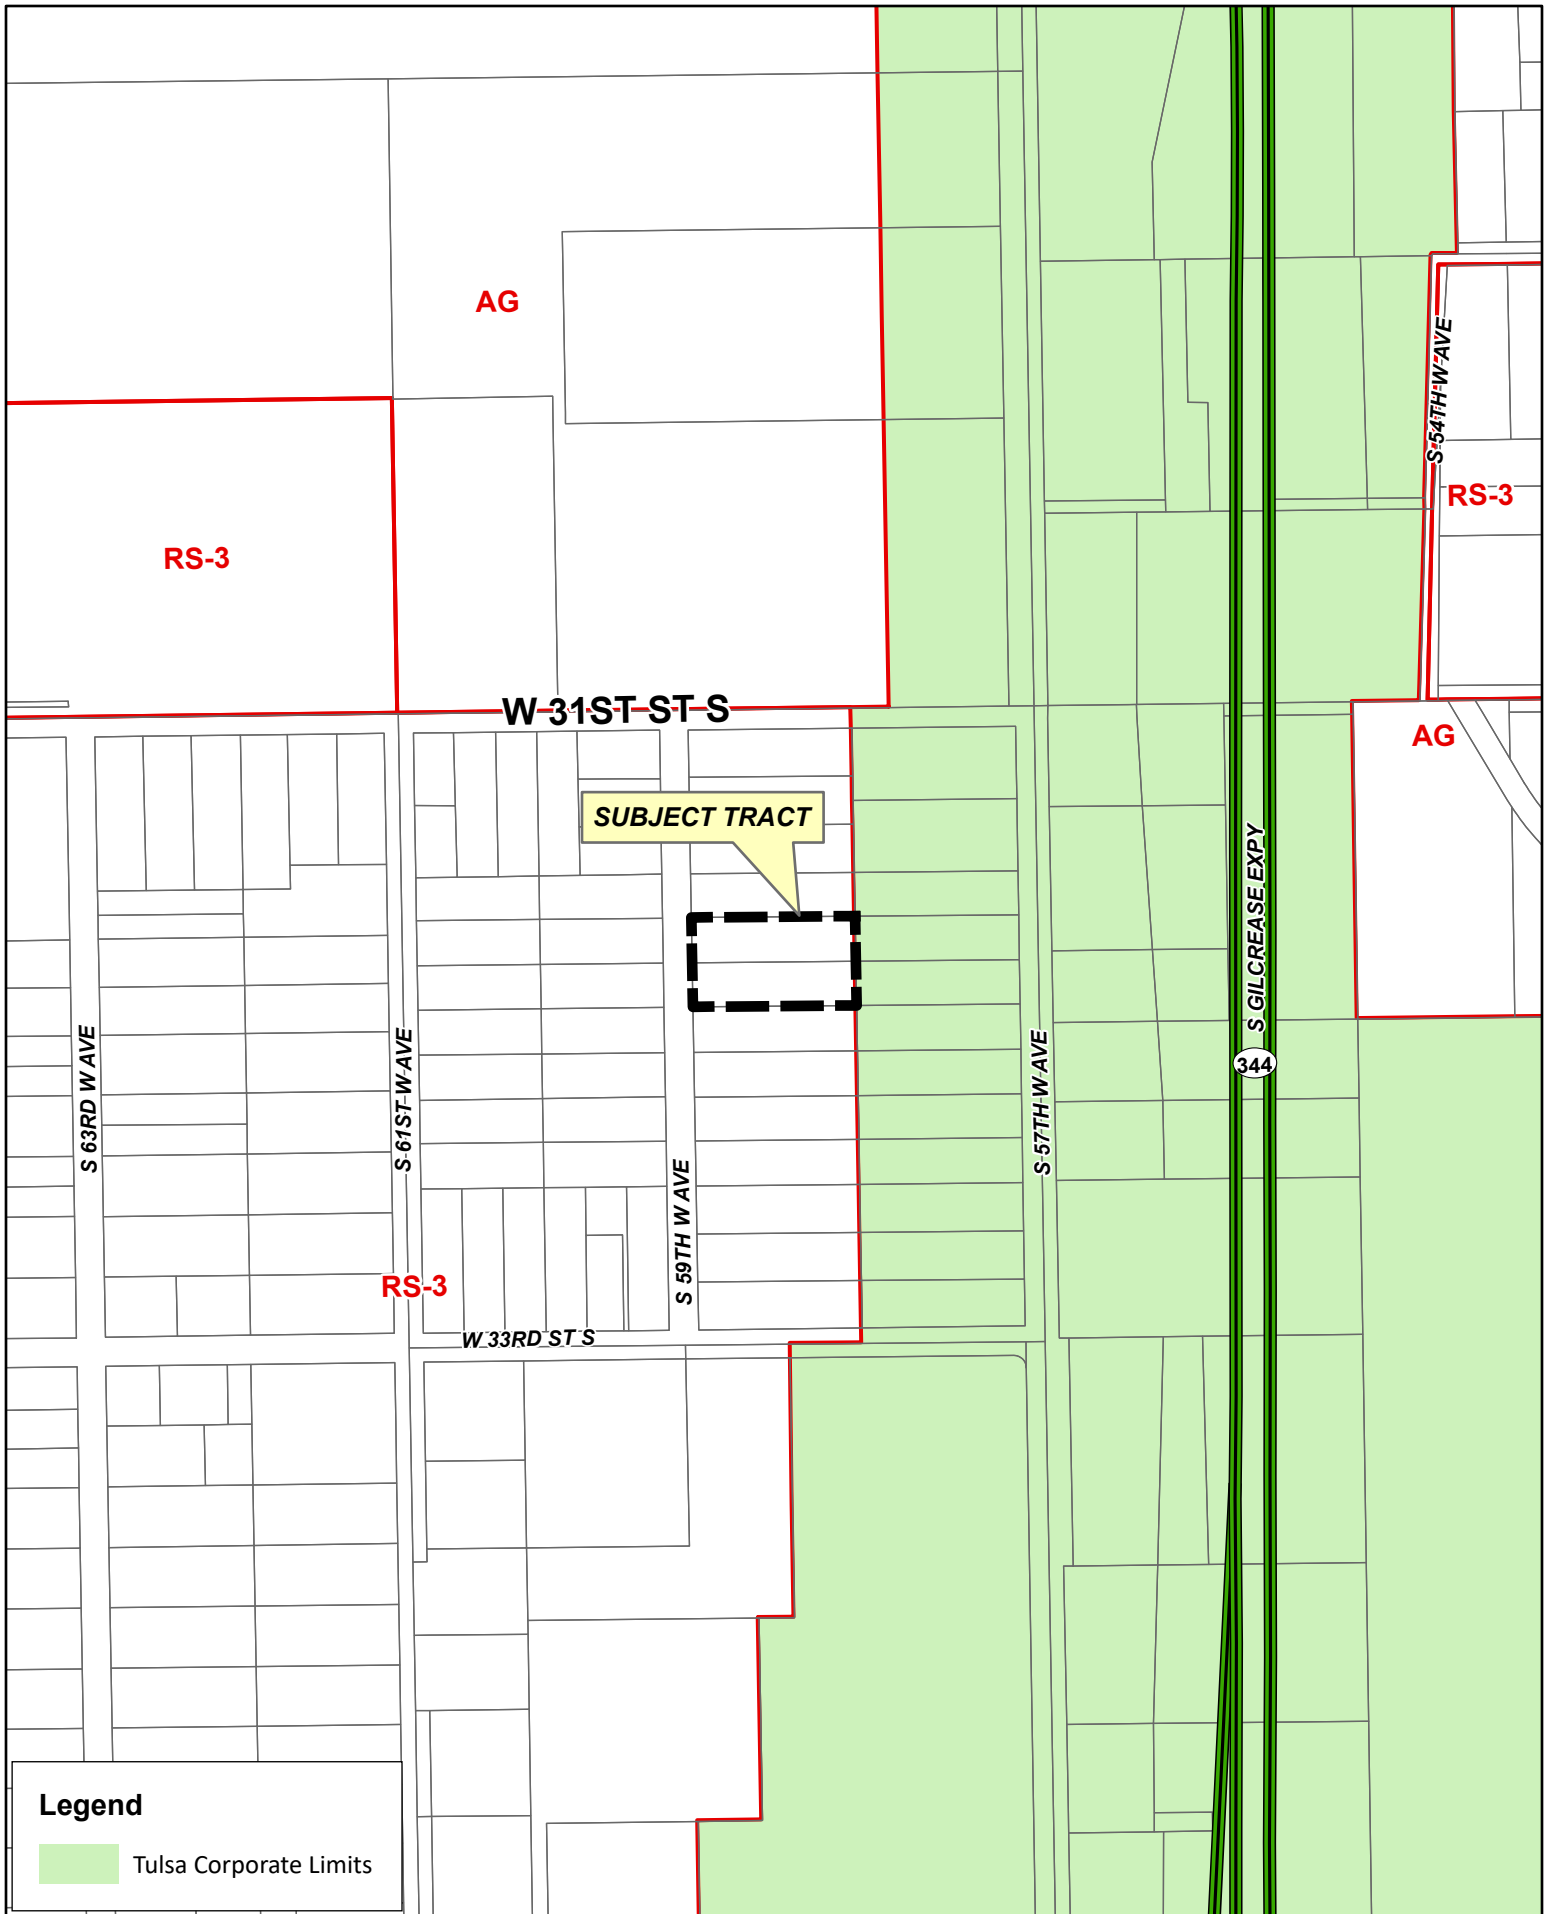 AG
S 54TH W AVE
RS-3
RS-3
W 31ST ST S
AG
SUBJECT TRACT
S GILCREASE EXPY
344
S 63RD W AVE
S 61ST W AVE
S 57TH W AVE
S 59TH W AVE
RS-3
W 33RD ST S
Legend
Tulsa Corporate Limits